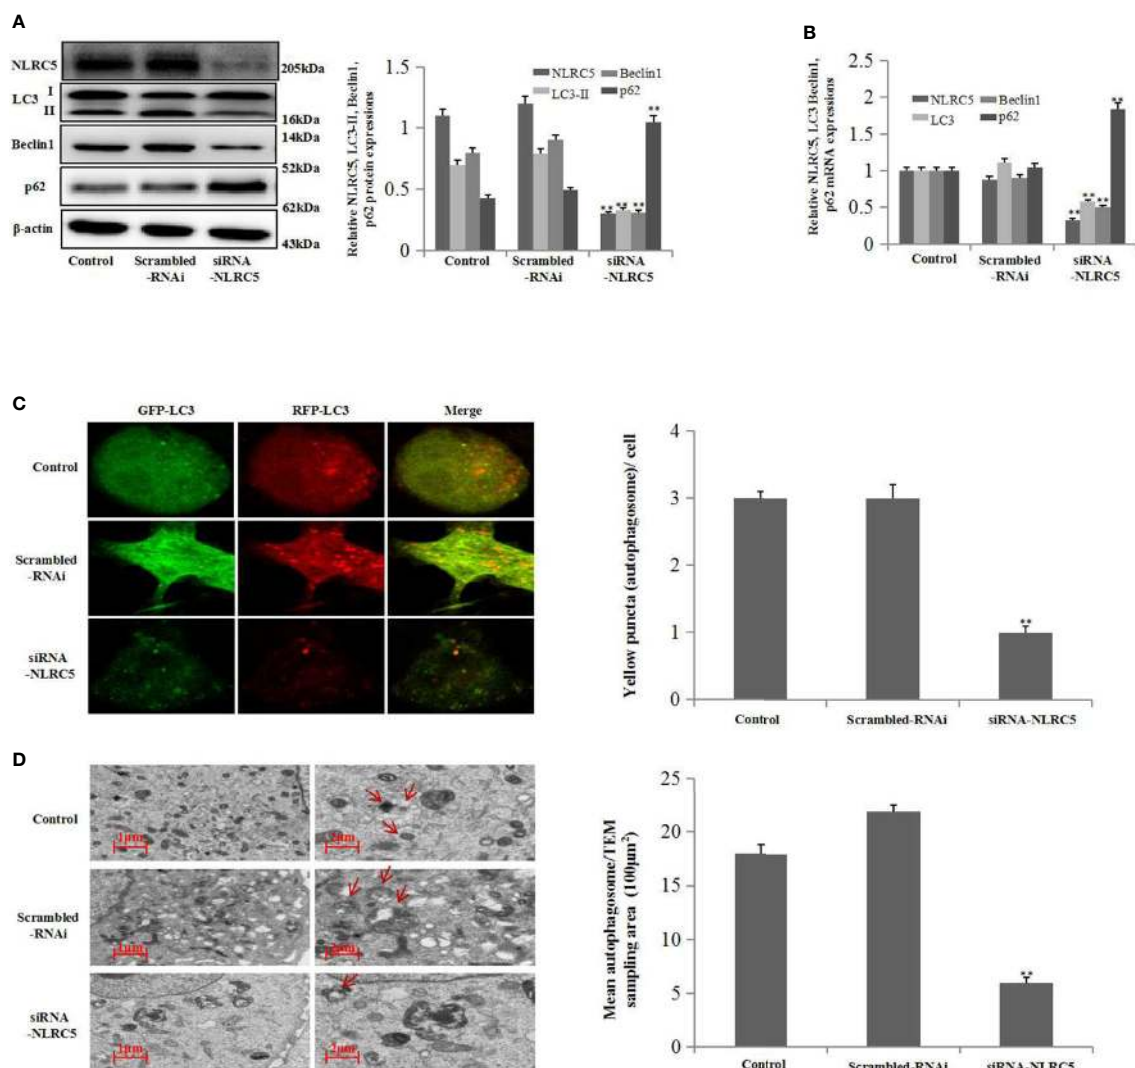 A
NLRC5
205kDa
LC3 I
II
16kDa
14kDa
Beclin1
52kDa
p62
62kDa
β-actin
43kDa
Control
Scrambled
-RNAi
siRNA
-NLRC5
Relative NLRC5, LC3-II, Beclin1,
p62 protein expressions
1.5
1
0.5
0
NLRC5 Beclin1
LC3-II p62
** ** ** **
Control
Scrambled
-RNAi
siRNA
-NLRC5
B
Relative NLRC5, LC3 Beclin1,
p62 mRNA expressions
2.5
2
1.5
1
0.5
0
NLRC5 Beclin1
LC3 p62
** ** ** **
Control
Scrambled
-RNAi
siRNA
-NLRC5
C
GFP-LC3 RFP-LC3 Merge
Control
Scrambled
-RNAi
siRNA
-NLRC5
Yellow puncta (autophagosome)/ cell
4
3
3
2
2
1
1
0
**
Control Scrambled-RNAi siRNA-NLRC5
D
Control
1µm
Scrambled
-RNAi
siRNA
-NLRC5
1µm 2µm
Mean autophagosome/TEM
sampling area (100µm²)
25
20
15
10
5
0
**
Control Scrambled-RNAi siRNA-NLRC5